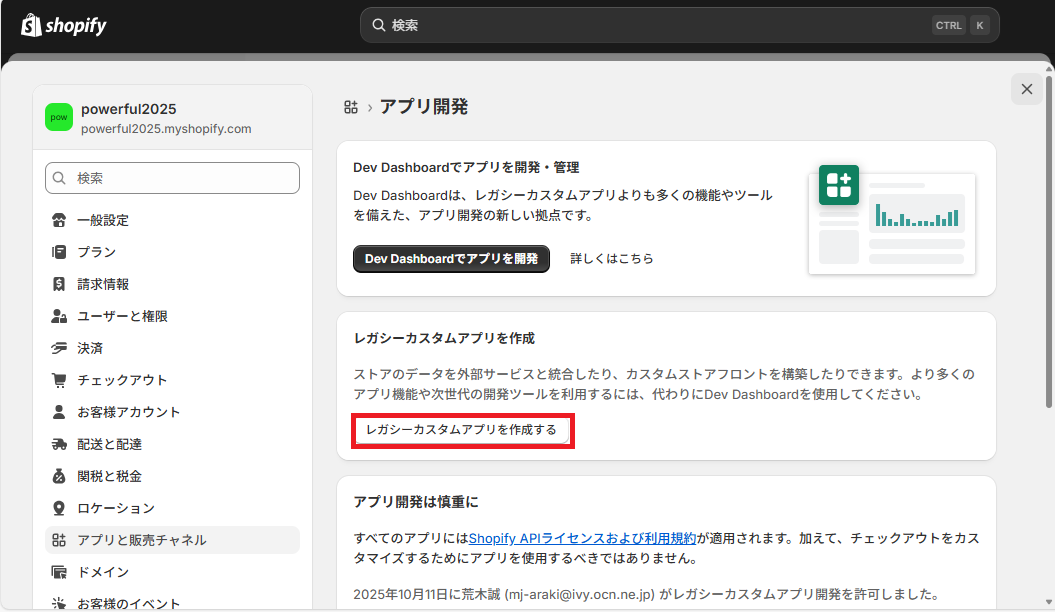 shopify
検索
CTRL K
pow
powerful2025
powerful2025.myshopify.com
検索
一般設定
プラン
請求情報
ユーザーと権限
決済
チェックアウト
お客様アカウント
配送と配達
関税と税金
ロケーション
アプリと販売チャネル
ドメイン
お客様のイベント
アプリ開発
Dev Dashboardでアプリを開発・管理
Dev Dashboardは、レガシーカスタムアプリよりも多くの機能やツール
を備えた、アプリ開発の新しい拠点です。
Dev Dashboardでアプリを開発 詳しくはこちら
レガシーカスタムアプリを作成
ストアのデータを外部サービスと統合したり、カスタムストアフロントを構築したりできます。より多くの
アプリ機能や次世代の開発ツールを利用するには、代わりにDev Dashboardを使用してください。
レガシーカスタムアプリを作成する
アプリ開発は慎重に
すべてのアプリにはShopify APIライセンスおよび利用規約が適用されます。加えて、チェックアウトをカス
タマイズするためにアプリを使用するべきではありません。
2025年10月11日に荒木誠 (mj-araki@ivy.ocn.ne.jp) がレガシーカスタムアプリ開発を許可しました。